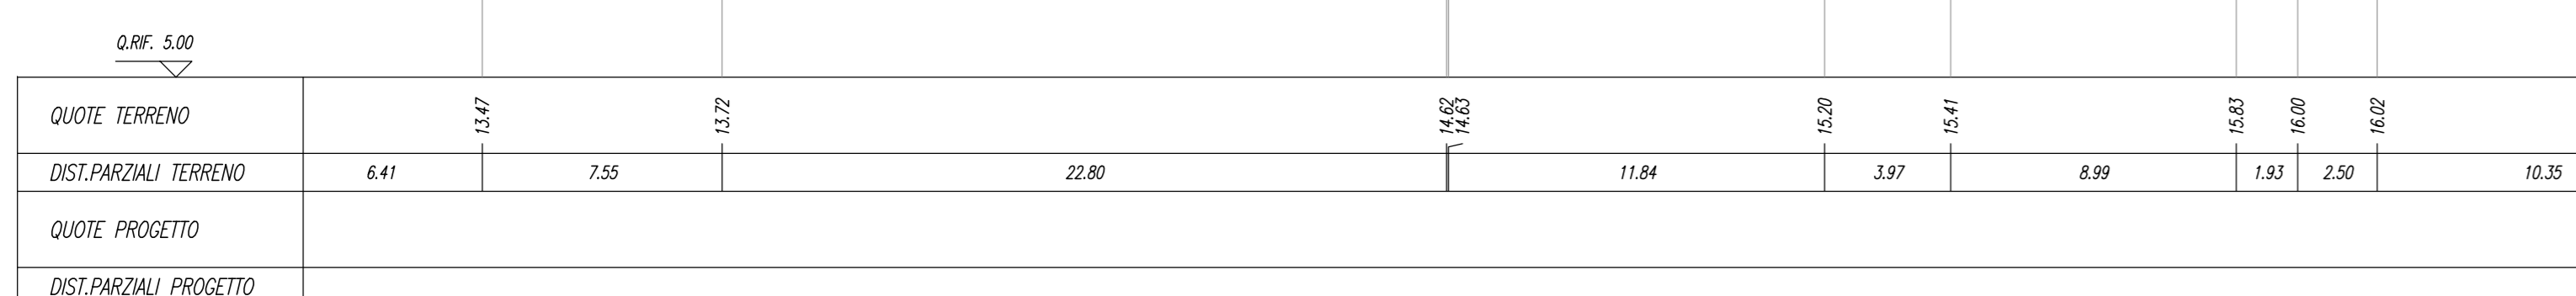 Q.RIF. 5.00
QUOTE TERRENO 13.47 13.72 14.62 14.63 15.20 15.41 15.83 16.00 16.02
DIST.PARZIALI TERRENO 6.41 7.55 22.80 11.84 3.97 8.99 1.93 2.50 10.35
QUOTE PROGETTO
DIST.PARZIALI PROGETTO